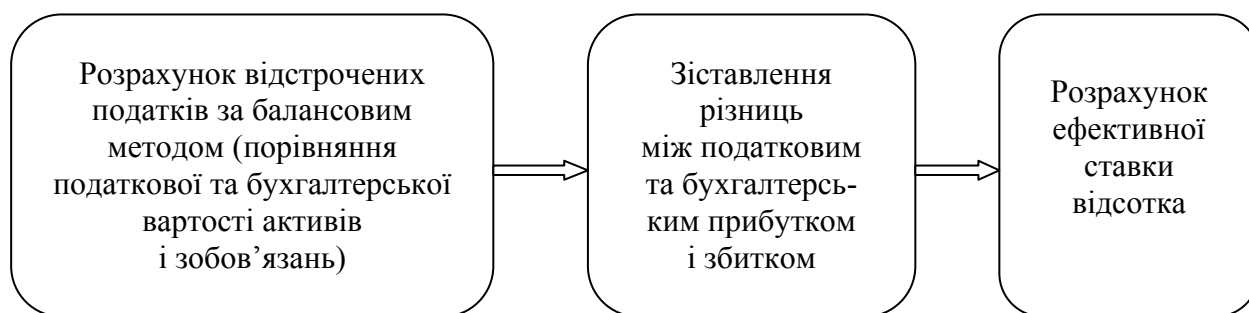 Розрахунок відстрочених
податків за балансовим
методом (порівняння
податкової та бухгалтерської
вартості активів
і зобов’язань)
Зіставлення
різниць
між податковим
та бухгалтерсь-
ким прибутком
і збитком
Розрахунок
ефективної
ставки
відсотка